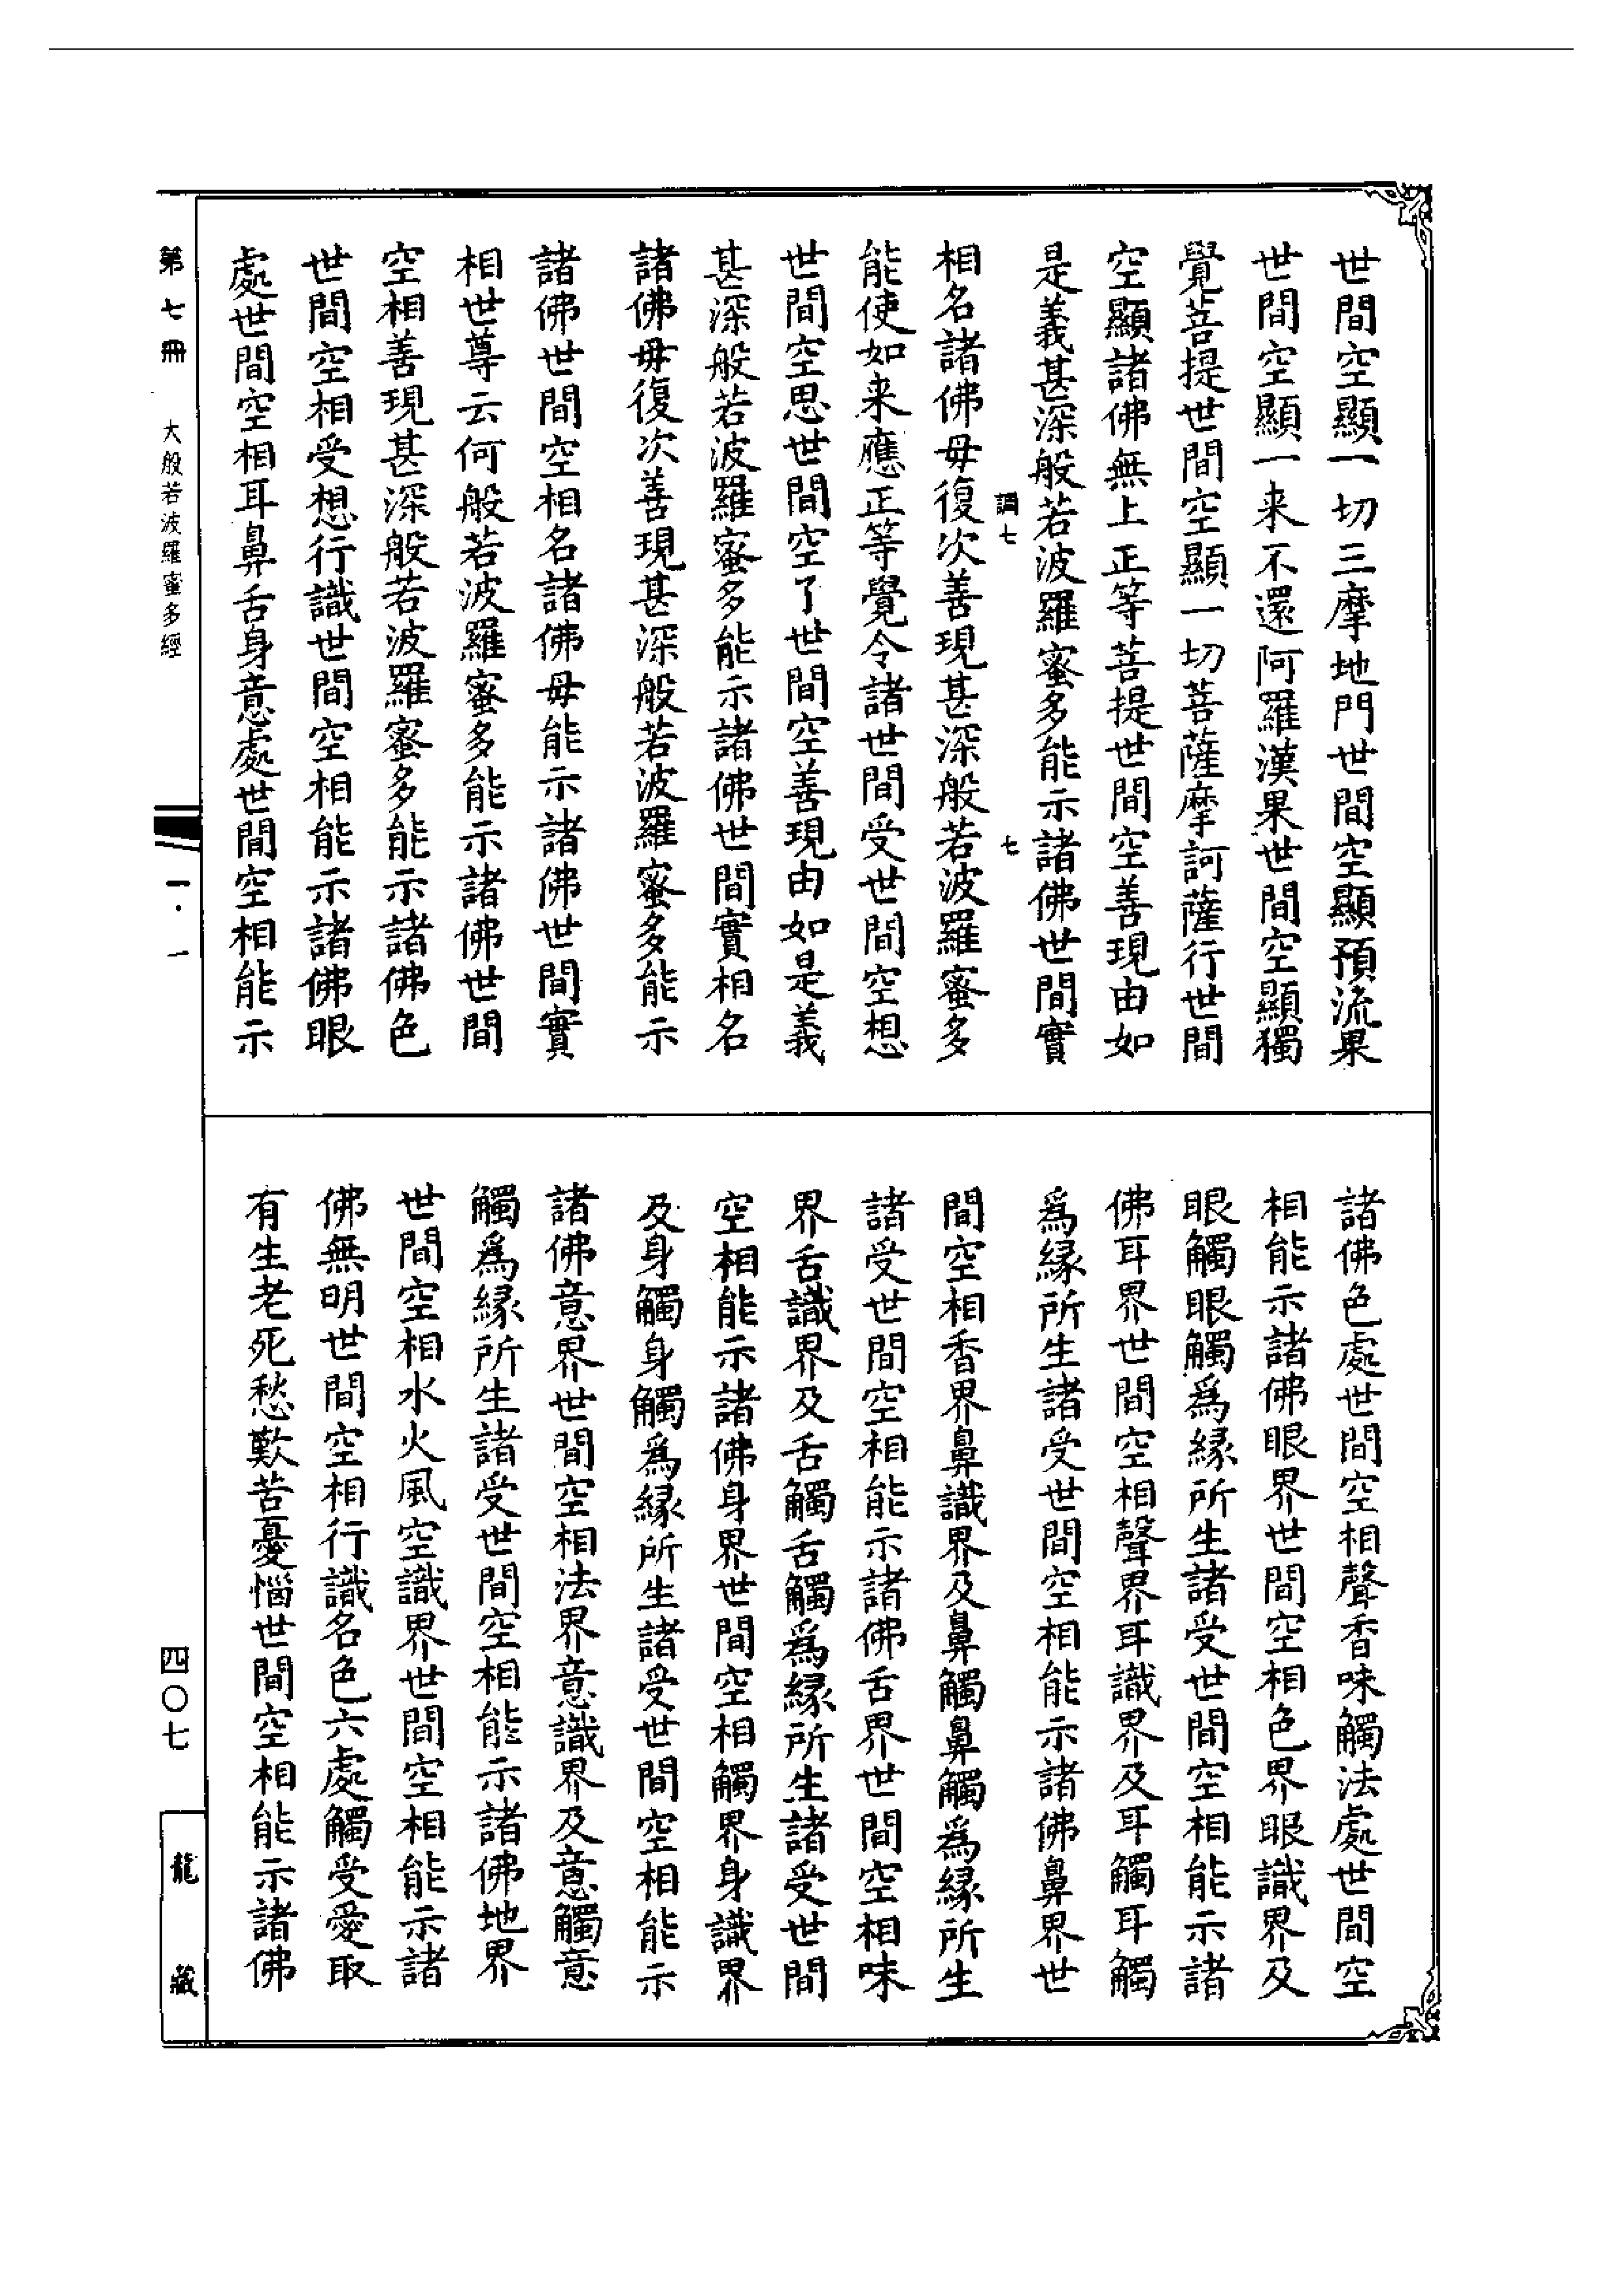 世間空顯一切三摩地門世間空顯預流果
世間空顯一来不還阿羅漢果世間空顯獨
覺菩提世間空顯一切菩薩摩訶薩行世間
空顯諸佛無上正等菩提世間空善現由如
是義甚深般若波羅蜜多能示諸佛世間實
調七 七
相名諸佛毋復次善現甚深般若波羅蜜多
能使如来應正等覺令諸世間受世間空想
世間空思世間空了世間空善現由如是義
甚深般若波羅蜜多能示諸佛世間實相名
諸佛毋復次善現甚深般若波羅蜜多能示
諸佛世間空相名諸佛毋能示諸佛世間實
相世尊云何般若波羅蜜多能示諸佛世間
空相善現甚深般若波羅蜜多能示諸佛色
世間空相受想行識世間空相能示諸佛眼
處世間空相耳鼻舌身意處世間空相能示
諸佛色處世間空相聲香味觸法處世間空
相能示諸佛眼界世間空相色界眼識界及
眼觸眼觸爲緣所生諸受世間空相能示諸
佛耳界世間空相聲界耳識界及耳觸耳觸
爲緣所生諸受世間空相能示諸佛鼻界世
間空相香界鼻識界及鼻觸鼻觸爲緣所生
諸受世間空相能示諸佛舌界世間空相味
界舌識界及舌觸舌觸爲緣所生諸受世間
空相能示諸佛身界世間空相觸界身識界
及身觸身觸爲緣所生諸受世間空相能示
諸佛意界世間空相法界意識界及意觸意
觸爲緣所生諸受世間空相能示諸佛地界
世間空相水火風空識界世間空相能示諸
佛無明世間空相行識名色六處觸受愛取
有生老死愁歎苦憂惱世間空相能示諸佛
第七冊 大般若波羅蜜多經 一·一 四〇七 龍藏